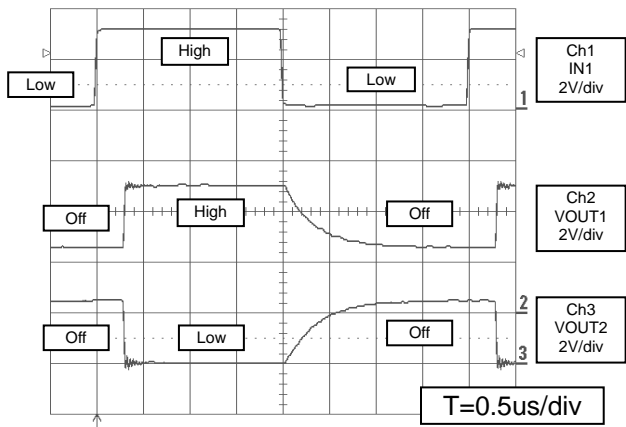 High
Ch1
IN1
2V/div
Low
Low
1
Off
High
Off
Ch2
VOUT1
2V/div
2
Off
Low
Off
Ch3
VOUT2
2V/div
3
T=0.5us/div